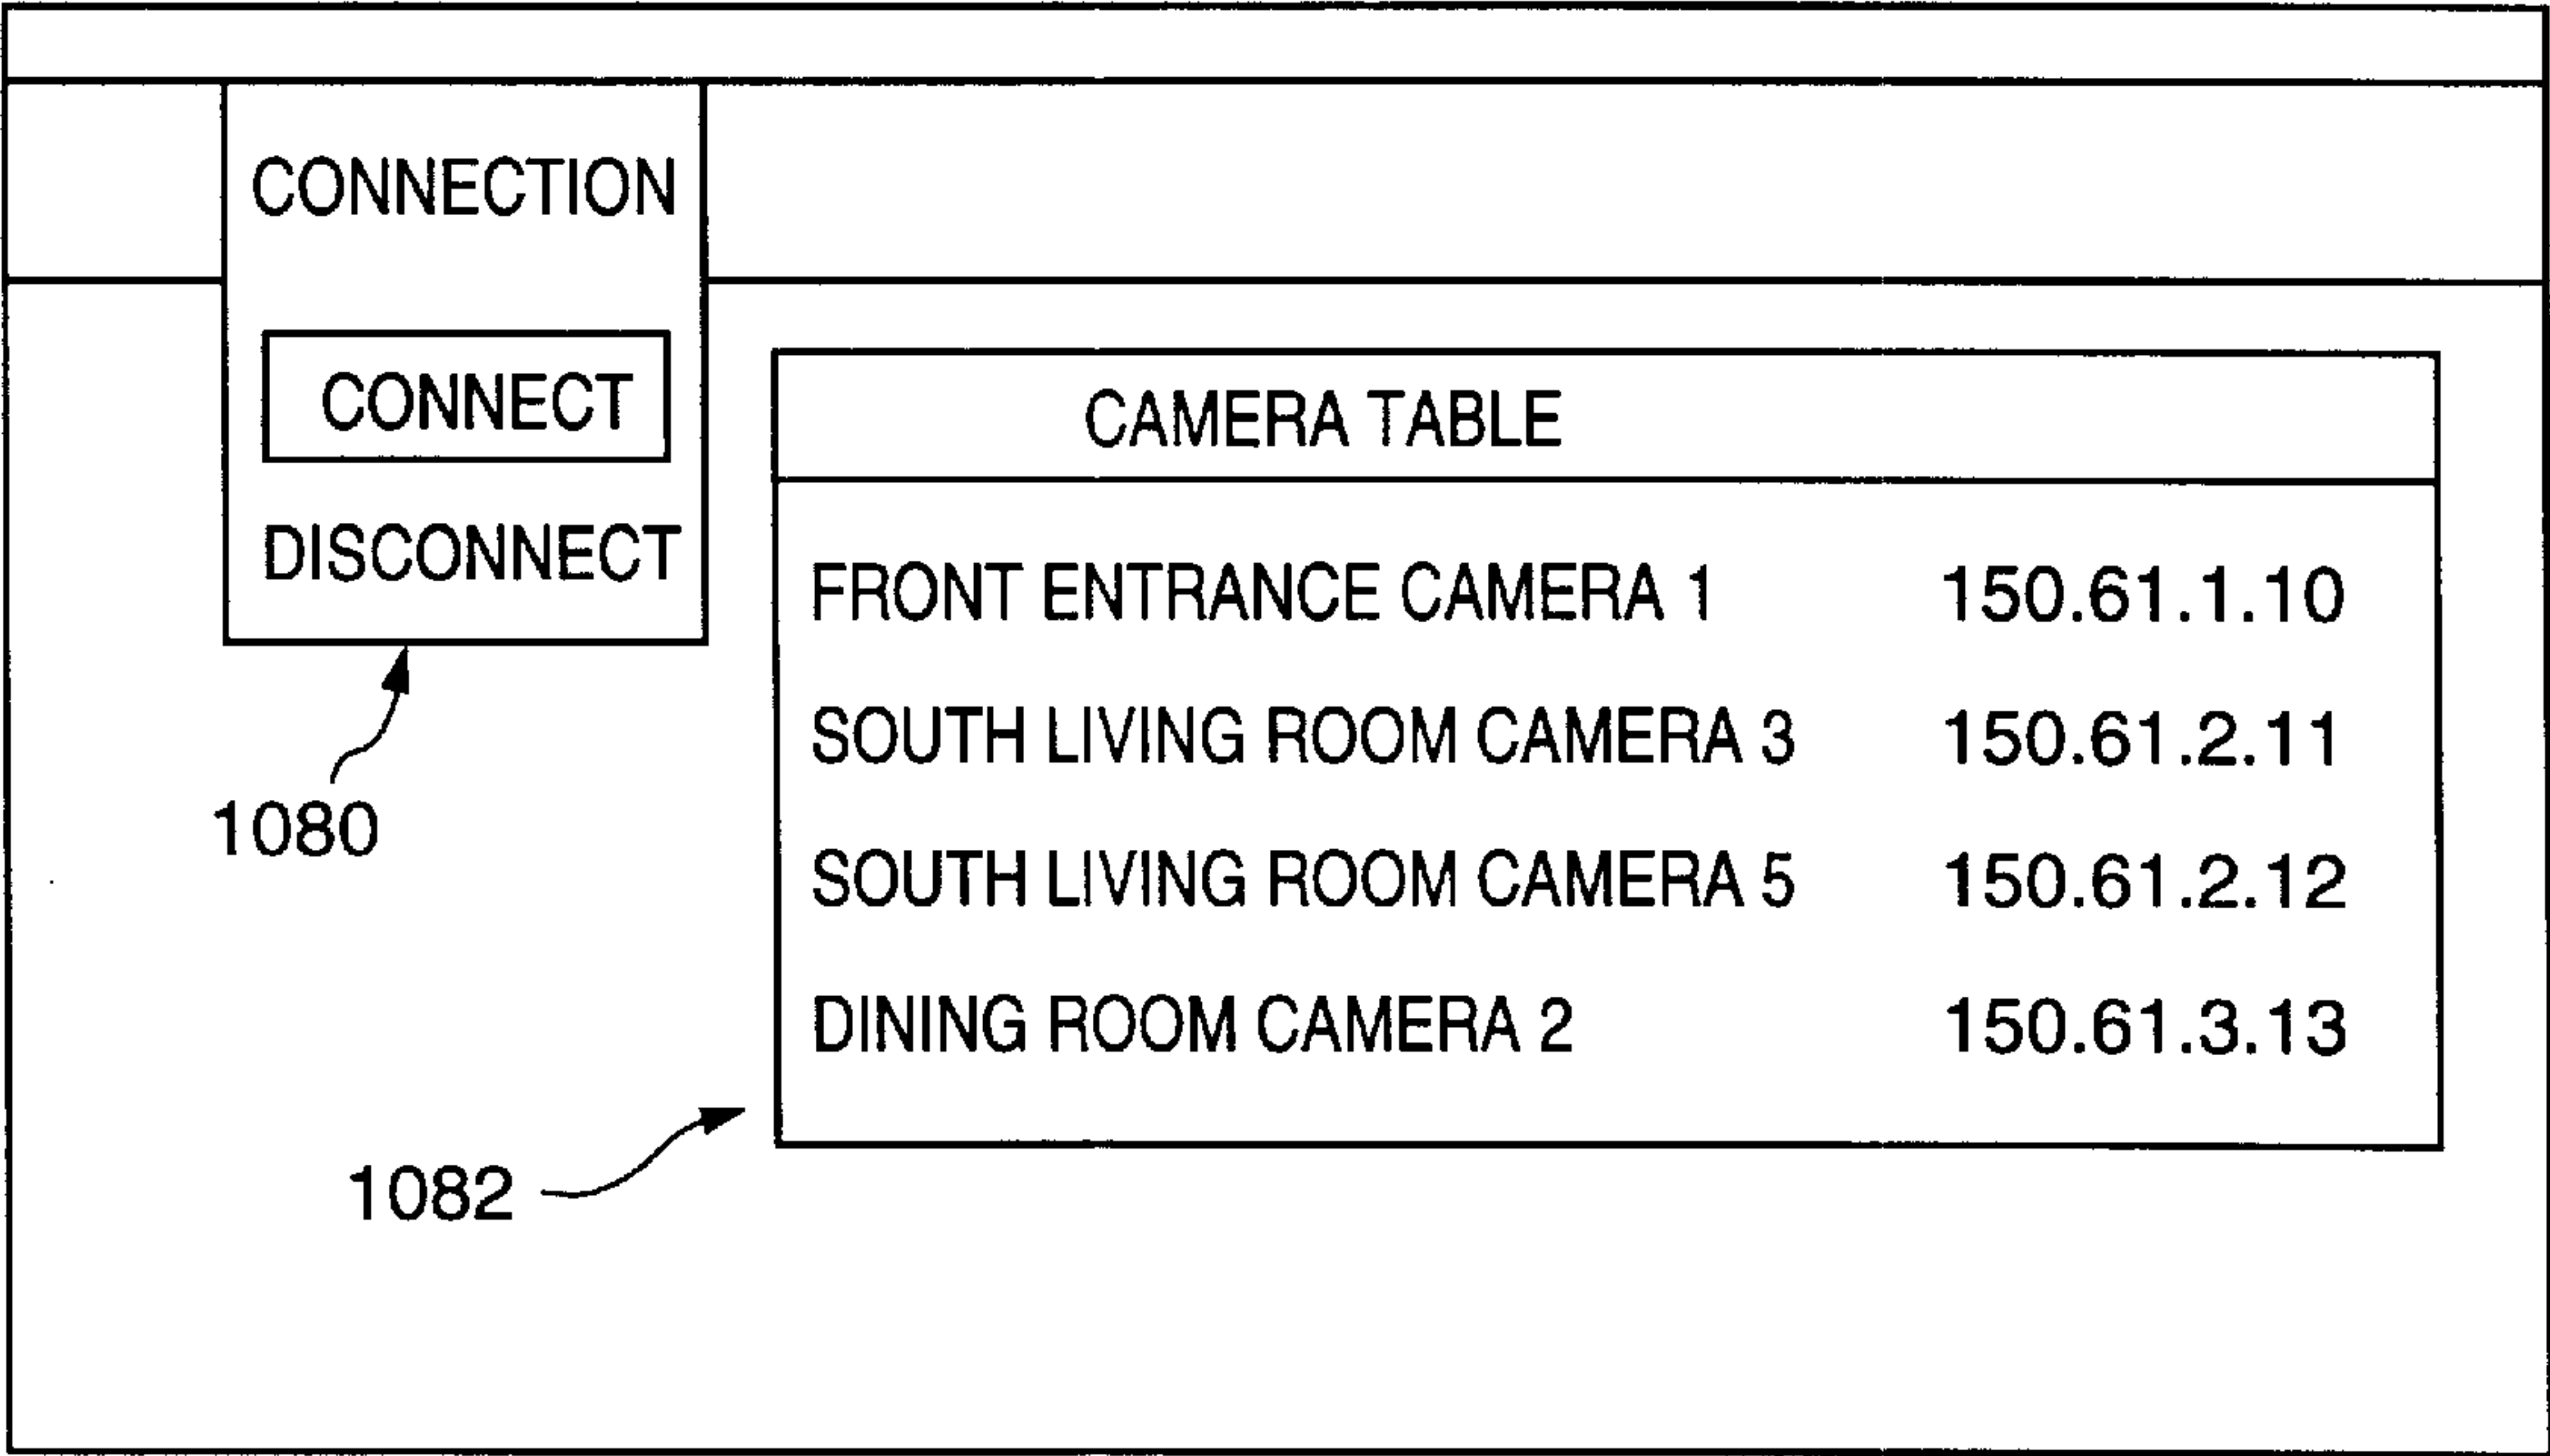 CONNECTION
CONNECT
DISCONNECT
1080
CAMERA TABLE
FRONT ENTRANCE CAMERA 1 150.61.1.10
SOUTH LIVING ROOM CAMERA 3 150.61.2.11
SOUTH LIVING ROOM CAMERA 5 150.61.2.12
DINING ROOM CAMERA 2 150.61.3.13
1082